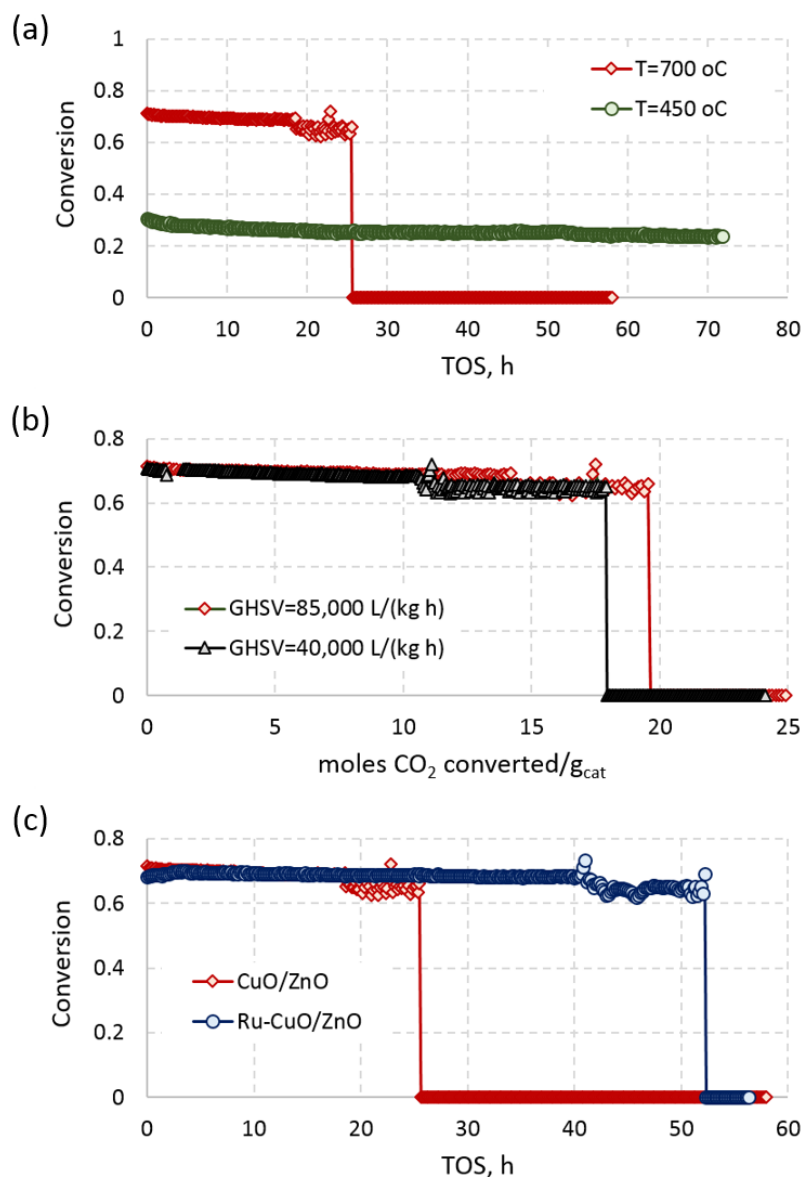 (a)
1
0.8
0.6
0.4
0.2
0
Conversion
T=700 oC
T=450 oC
0 10 20 30 40 50 60 70 80
TOS, h
(b)
0.8
0.6
0.4
0.2
0
Conversion
GHSV=85,000 L/(kg h)
GHSV=40,000 L/(kg h)
0 5 10 15 20 25
moles CO₂ converted/g_cat
(c)
0.8
0.6
0.4
0.2
0
Conversion
CuO/ZnO
Ru-CuO/ZnO
0 10 20 30 40 50 60
TOS, h